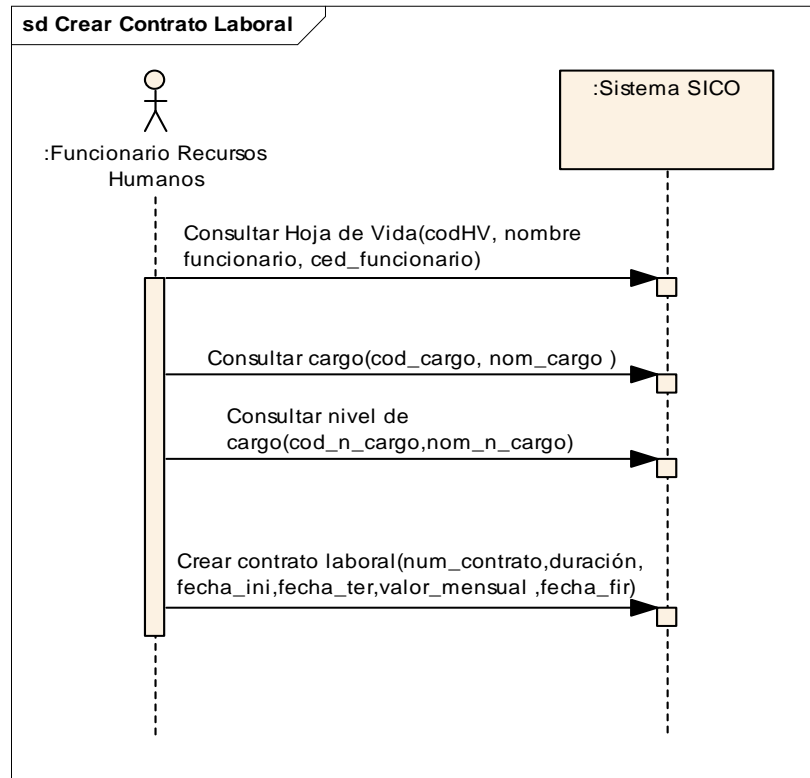 sd Crear Contrato Laboral
:Funcionario Recursos
Humanos
:Sistema SICO
Consultar Hoja de Vida(codHV, nombre
funcionario, ced_funcionario)
Consultar cargo(cod_cargo, nom_cargo )
Consultar nivel de
cargo(cod_n_cargo,nom_n_cargo)
Crear contrato laboral(num_contrato,duración,
fecha_ini,fecha_ter,valor_mensual ,fecha_fir)